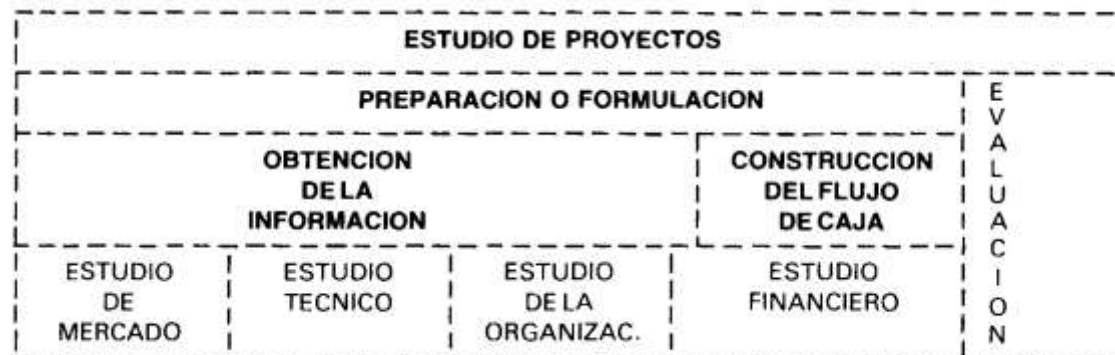 ESTUDIO DE PROYECTOS
PREPARACION O FORMULACION
OBTENCION
DE LA
INFORMACION
CONSTRUCCION
DEL FLUJO
DE CAJA
ESTUDIO
DE
MERCADO
ESTUDIO
TECNICO
ESTUDIO
DE LA
ORGANIZAC.
ESTUDIO
FINANCIERO
EVALUACION